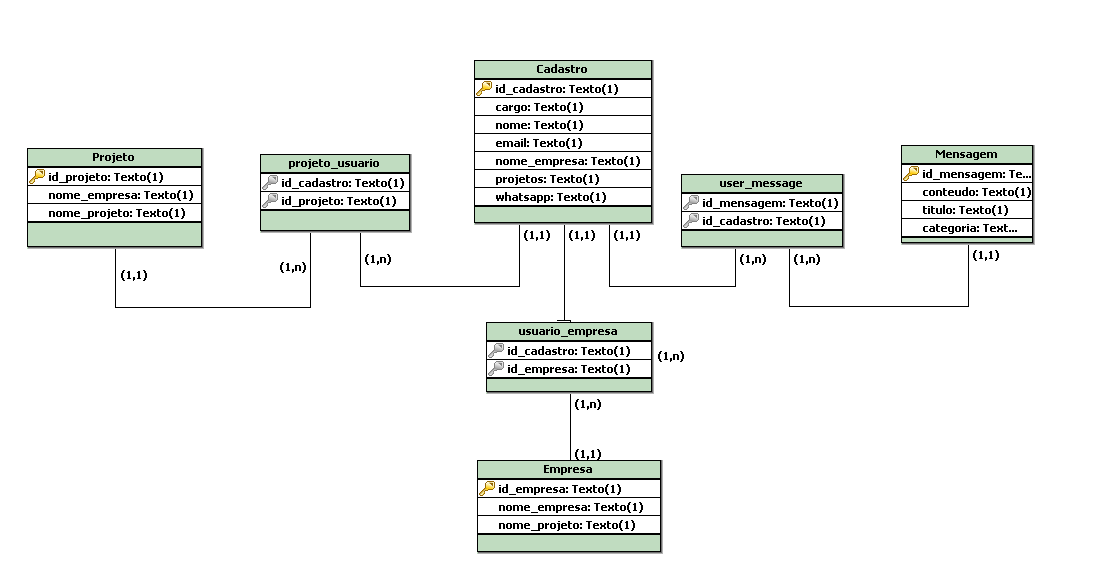 Cadastro
id_cadastro: Texto(1)
cargo: Texto(1)
nome: Texto(1)
email: Texto(1)
nome_empresa: Texto(1)
projetos: Texto(1)
whatsapp: Texto(1)
Projeto
id_projeto: Texto(1)
nome_empresa: Texto(1)
nome_projeto: Texto(1)
projeto_usuario
id_cadastro: Texto(1)
id_projeto: Texto(1)
user_message
id_mensagem: Texto(1)
id_cadastro: Texto(1)
Mensagem
id_mensagem: Te...
conteudo: Texto(1)
titulo: Texto(1)
categoria: Text...
(1,1)
(1,n)
(1,n)
(1,1)
(1,1)
(1,1)
(1,n)
(1,n)
(1,1)
usuario_empresa
id_cadastro: Texto(1)
id_empresa: Texto(1)
(1,n)
(1,n)
(1,1)
Empresa
id_empresa: Texto(1)
nome_empresa: Texto(1)
nome_projeto: Texto(1)